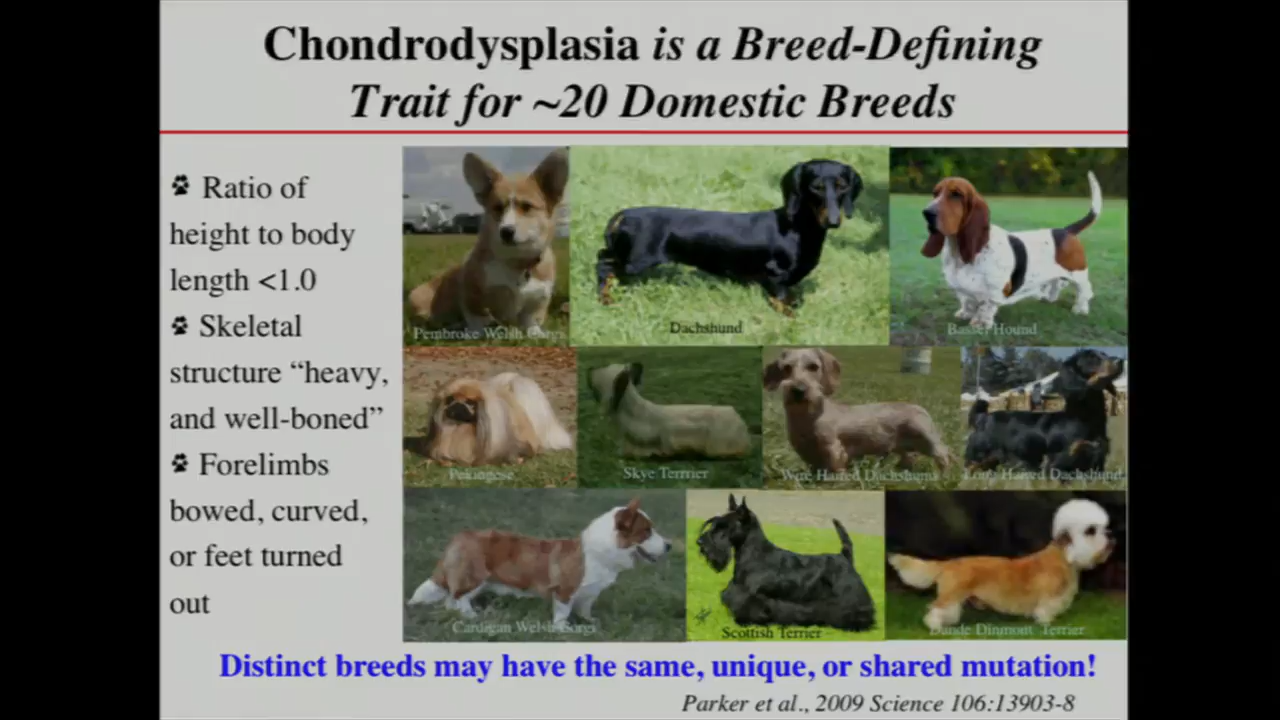 Chondrodysplasia is a Breed-Defining
Trait for ~20 Domestic Breeds
Ratio of
height to body
length <1.0
Skeletal
structure “heavy,
and well-boned”
Forelimbs
bowed, curved,
or feet turned
out
Pembroke Welsh Corgi
Dachshund
Basset Hound
Pekingese
Skye Terrrier
Wire Haired Dachshund
Long Haired Dachshund
Cardigan Welsh Corgi
Scottish Terrier
Dandie Dinmont Terrier
Distinct breeds may have the same, unique, or shared mutation!
Parker et al., 2009 Science 106:13903-8